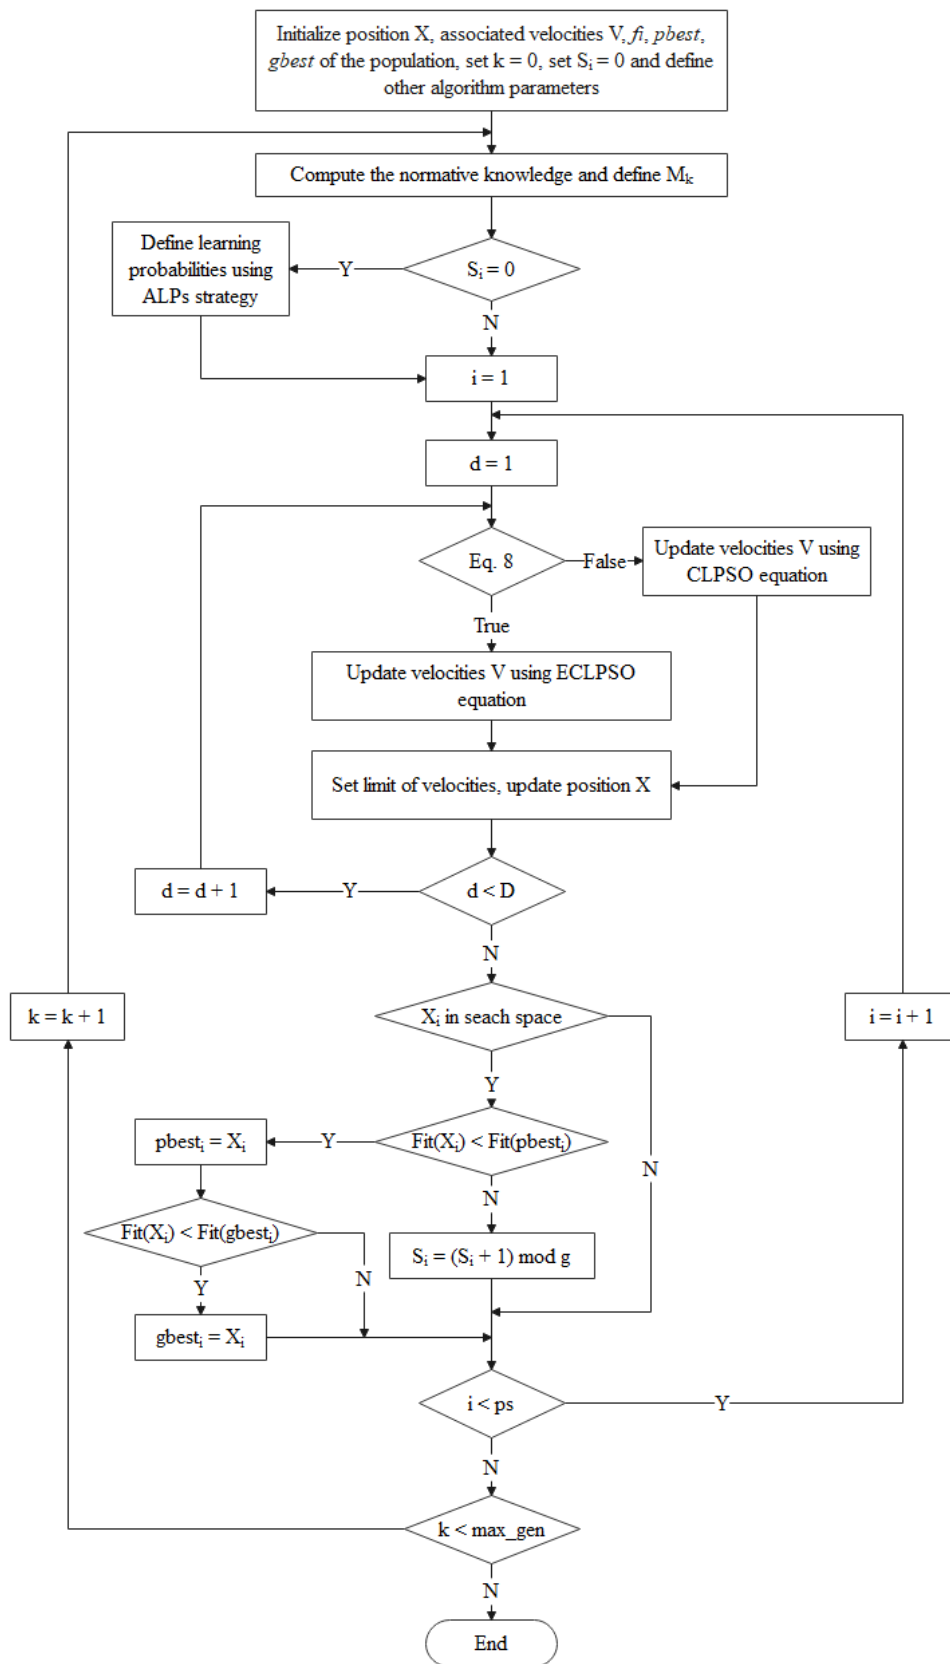 Initialize position X, associated velocities V, fi, pbest,
gbest of the population, set k = 0, set Si = 0 and define
other algorithm parameters
Compute the normative knowledge and define Mk
Define learning
probabilities using
ALPs strategy
Y
Si = 0
N
i = 1
d = 1
Eq. 8
False
Update velocities V using
CLPSO equation
True
Update velocities V using ECLPSO
equation
Set limit of velocities, update position X
d = d + 1
Y
d < D
N
k = k + 1
Xi in seach space
i = i + 1
Y
pbesti = Xi
Y
Fit(Xi) < Fit(pbesti)
N
N
Fit(Xi) < Fit(gbesti)
Si = (Si + 1) mod g
N
Y
gbesti = Xi
i < ps
Y
N
k < max_gen
N
End